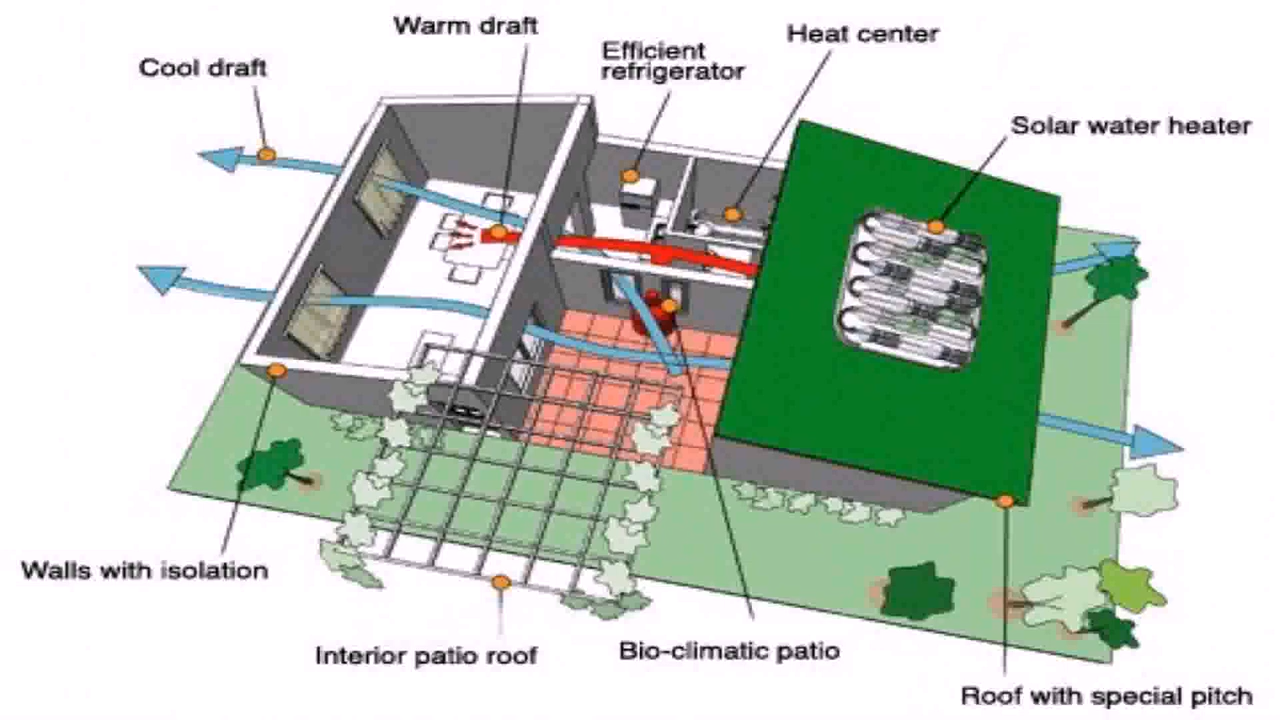 Warm draft
Cool draft
Efficient
refrigerator
Heat center
Solar water heater
Walls with isolation
Interior patio roof
Bio-climatic patio
Roof with special pitch